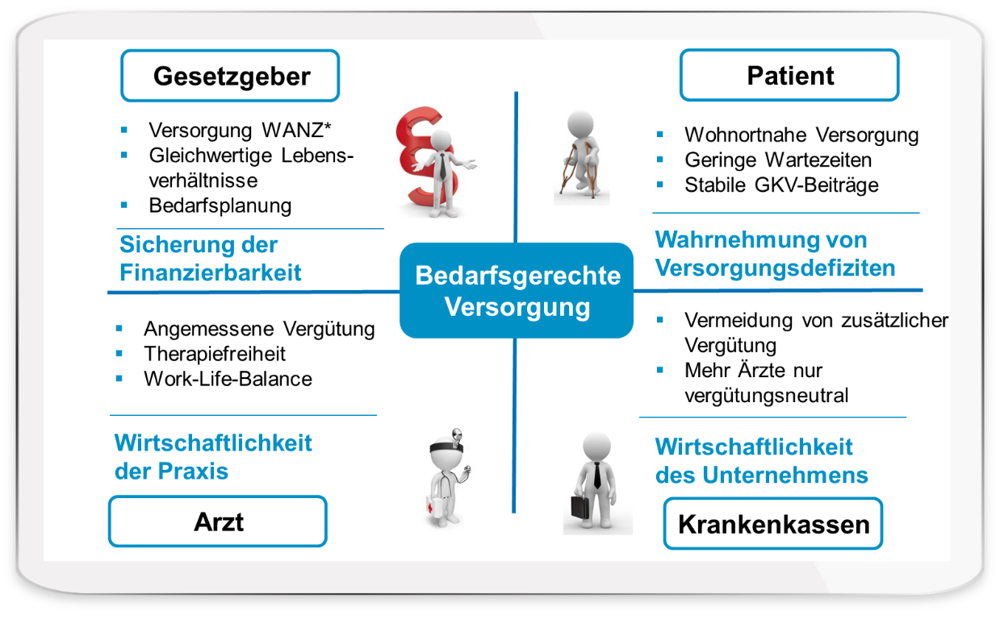 Gesetzgeber
▪ Versorgung WANZ*
▪ Gleichwertige Lebens-
verhältnisse
▪ Bedarfsplanung
Sicherung der
Finanzierbarkeit
Patient
▪ Wohnortnahe Versorgung
▪ Geringe Wartezeiten
▪ Stabile GKV-Beiträge
Wahrnehmung von
Versorgungsdefiziten
Bedarfsgerechte
Versorgung
▪ Angemessene Vergütung
▪ Therapiefreiheit
▪ Work-Life-Balance
Wirtschaftlichkeit
der Praxis
Arzt
▪ Vermeidung von zusätzlicher
Vergütung
▪ Mehr Ärzte nur
vergütungsneutral
Wirtschaftlichkeit
des Unternehmens
Krankenkassen